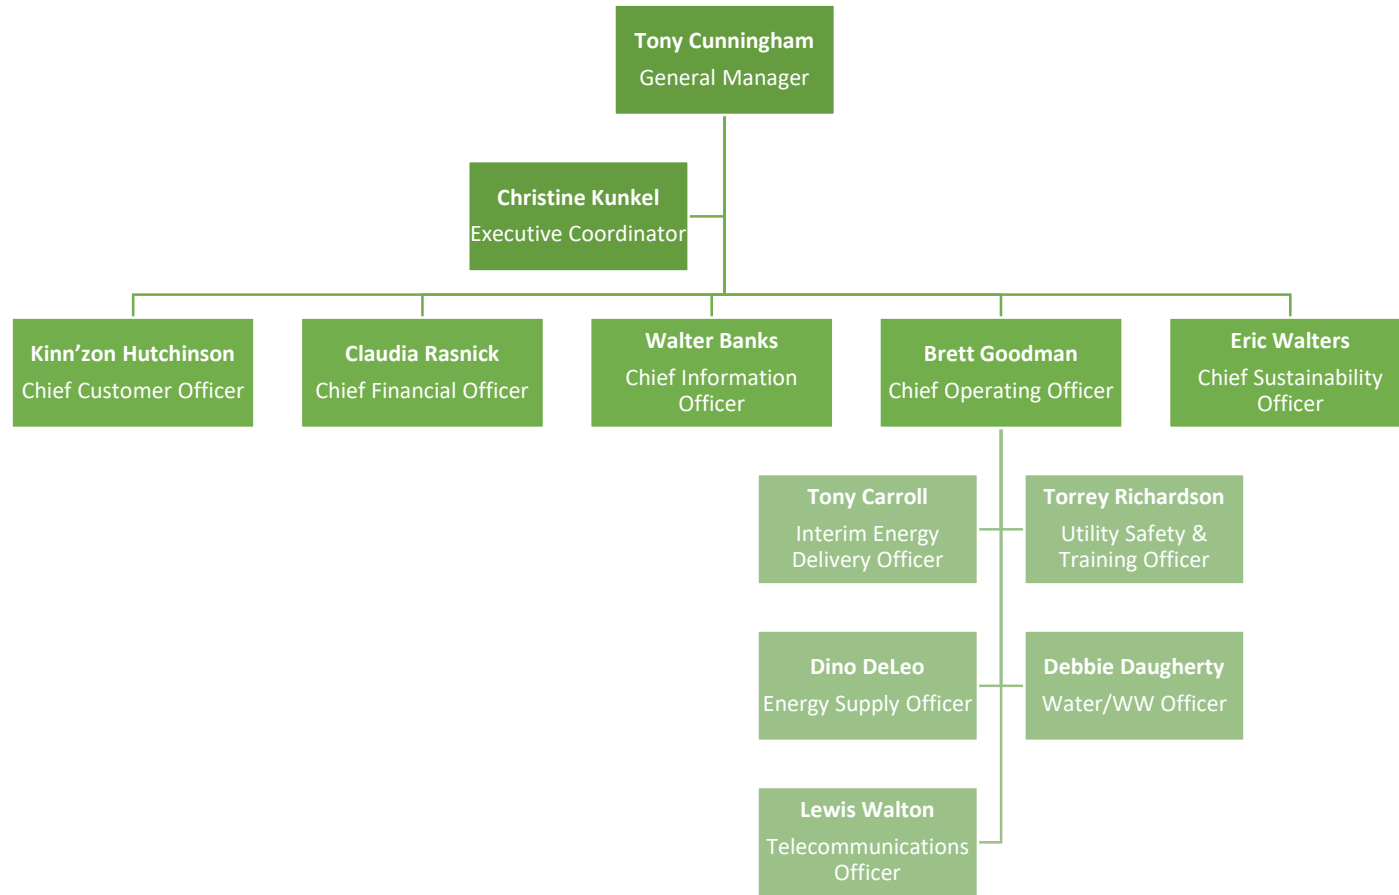 Tony Cunningham
General Manager
Christine Kunkel
Executive Coordinator
Kinn’zon Hutchinson
Chief Customer Officer
Claudia Rasnick
Chief Financial Officer
Walter Banks
Chief Information
Officer
Brett Goodman
Chief Operating Officer
Eric Walters
Chief Sustainability
Officer
Tony Carroll
Interim Energy
Delivery Officer
Torrey Richardson
Utility Safety &
Training Officer
Dino DeLeo
Energy Supply Officer
Debbie Daugherty
Water/WW Officer
Lewis Walton
Telecommunications
Officer